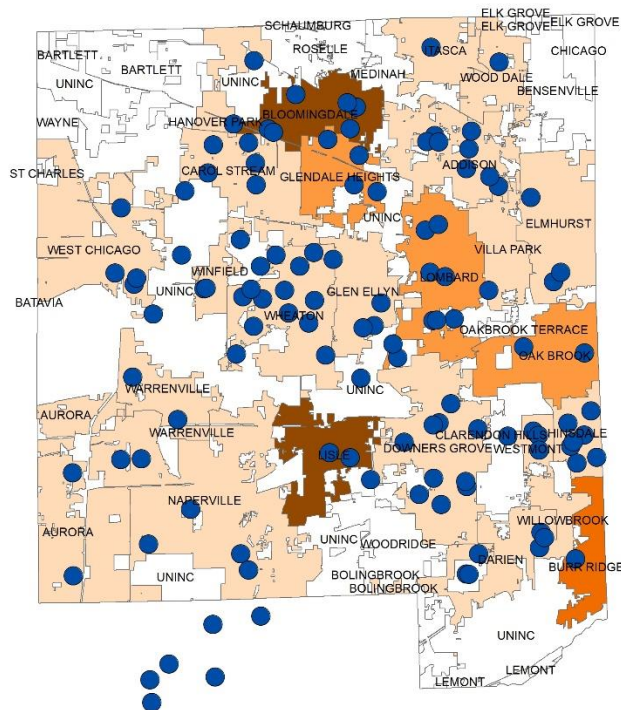 ELK GROVE
ELK GROVE
ELK GROVE
SCHAUMBURG
ROSELLE
ITASCA
CHICAGO
BARTLETT
BARTLETT
MEDINAH
UNINC
UNINC
WOOD DALE
BENSENVILLE
WAYNE
HANOVER PARK
BLOOMINGDALE
ADDISON
ST CHARLES
CAROL STREAM
GLENDALE HEIGHTS
UNINC
ELMHURST
WEST CHICAGO
VILLA PARK
WINFIELD
LOMBARD
UNINC
GLEN ELLYN
BATAVIA
WHEATON
OAKBROOK TERRACE
OAK BROOK
WARRENVILLE
UNINC
AURORA
WARRENVILLE
CLARENDON HILLS
HINSDALE
DOWNERS GROVE
WESTMONT
LISLE
NAPERVILLE
WILLOWBROOK
AURORA
UNINC
WOODRIDGE
DARIEN
BURR RIDGE
UNINC
BOLINGBROOK
BOLINGBROOK
UNINC
LEMONT
LEMONT